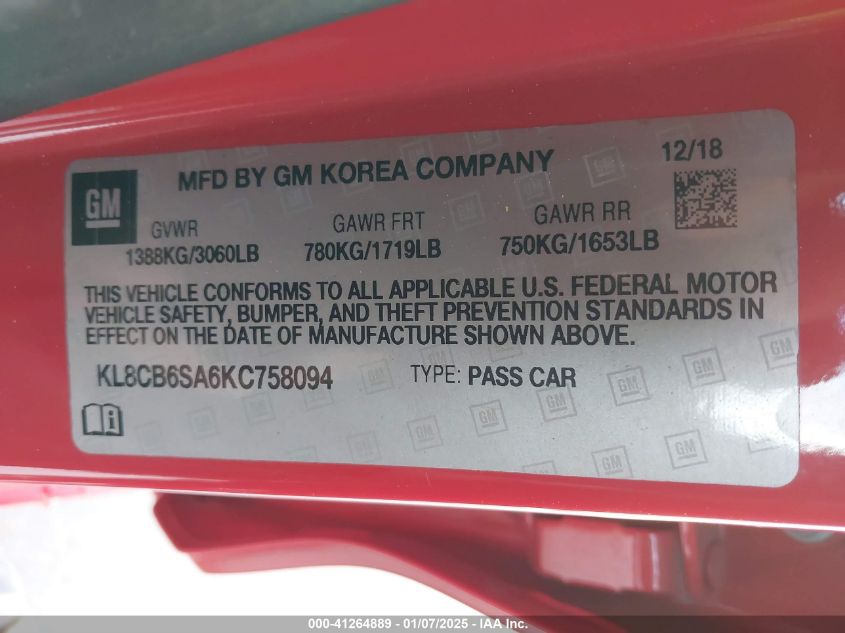 MFD BY GM KOREA COMPANY 12/18
GM
GVWR GAWR FRT GAWR RR
1388KG/3060LB 780KG/1719LB 750KG/1653LB
THIS VEHICLE CONFORMS TO ALL APPLICABLE U.S. FEDERAL MOTOR
VEHICLE SAFETY, BUMPER, AND THEFT PREVENTION STANDARDS IN
EFFECT ON THE DATE OF MANUFACTURE SHOWN ABOVE.
KL8CB6SA6KC758094 TYPE: PASS CAR
000-41264889 - 01/07/2025 - IAA Inc.